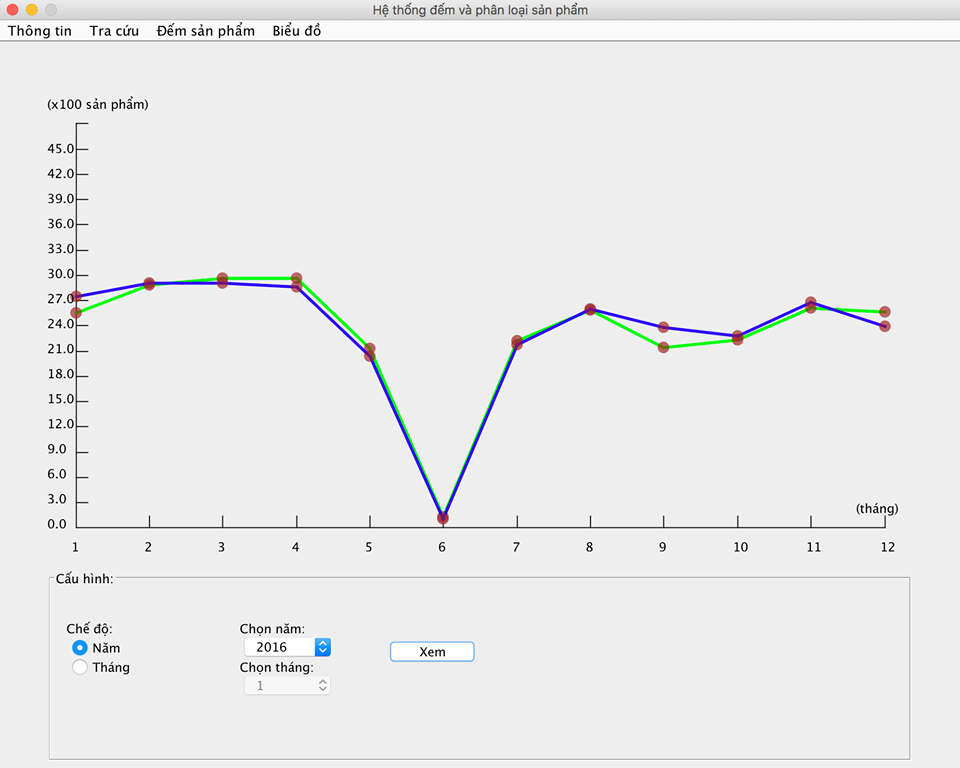 Hệ thống đếm và phân loại sản phẩm
Thông tin Tra cứu Đếm sản phẩm Biểu đồ
(x100 sản phẩm)
45.0
42.0
39.0
36.0
33.0
30.0
27.0
24.0
21.0
18.0
15.0
12.0
9.0
6.0
3.0
0.0
(tháng)
1 2 3 4 5 6 7 8 9 10 11 12
Cấu hình:
Chế độ: Chọn năm:
Năm 2016 Xem
Tháng Chọn tháng:
1